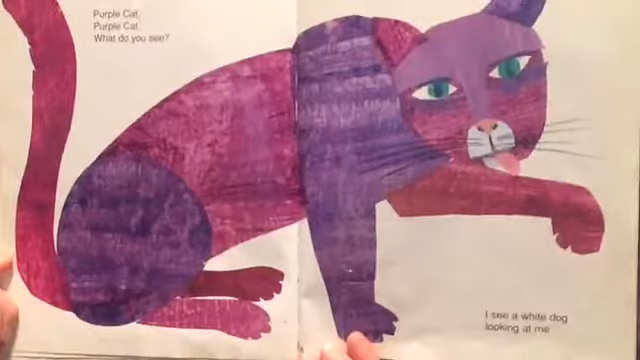 Purple Cat,
Purple Cat,
What do you see?
I see a white dog
looking at me